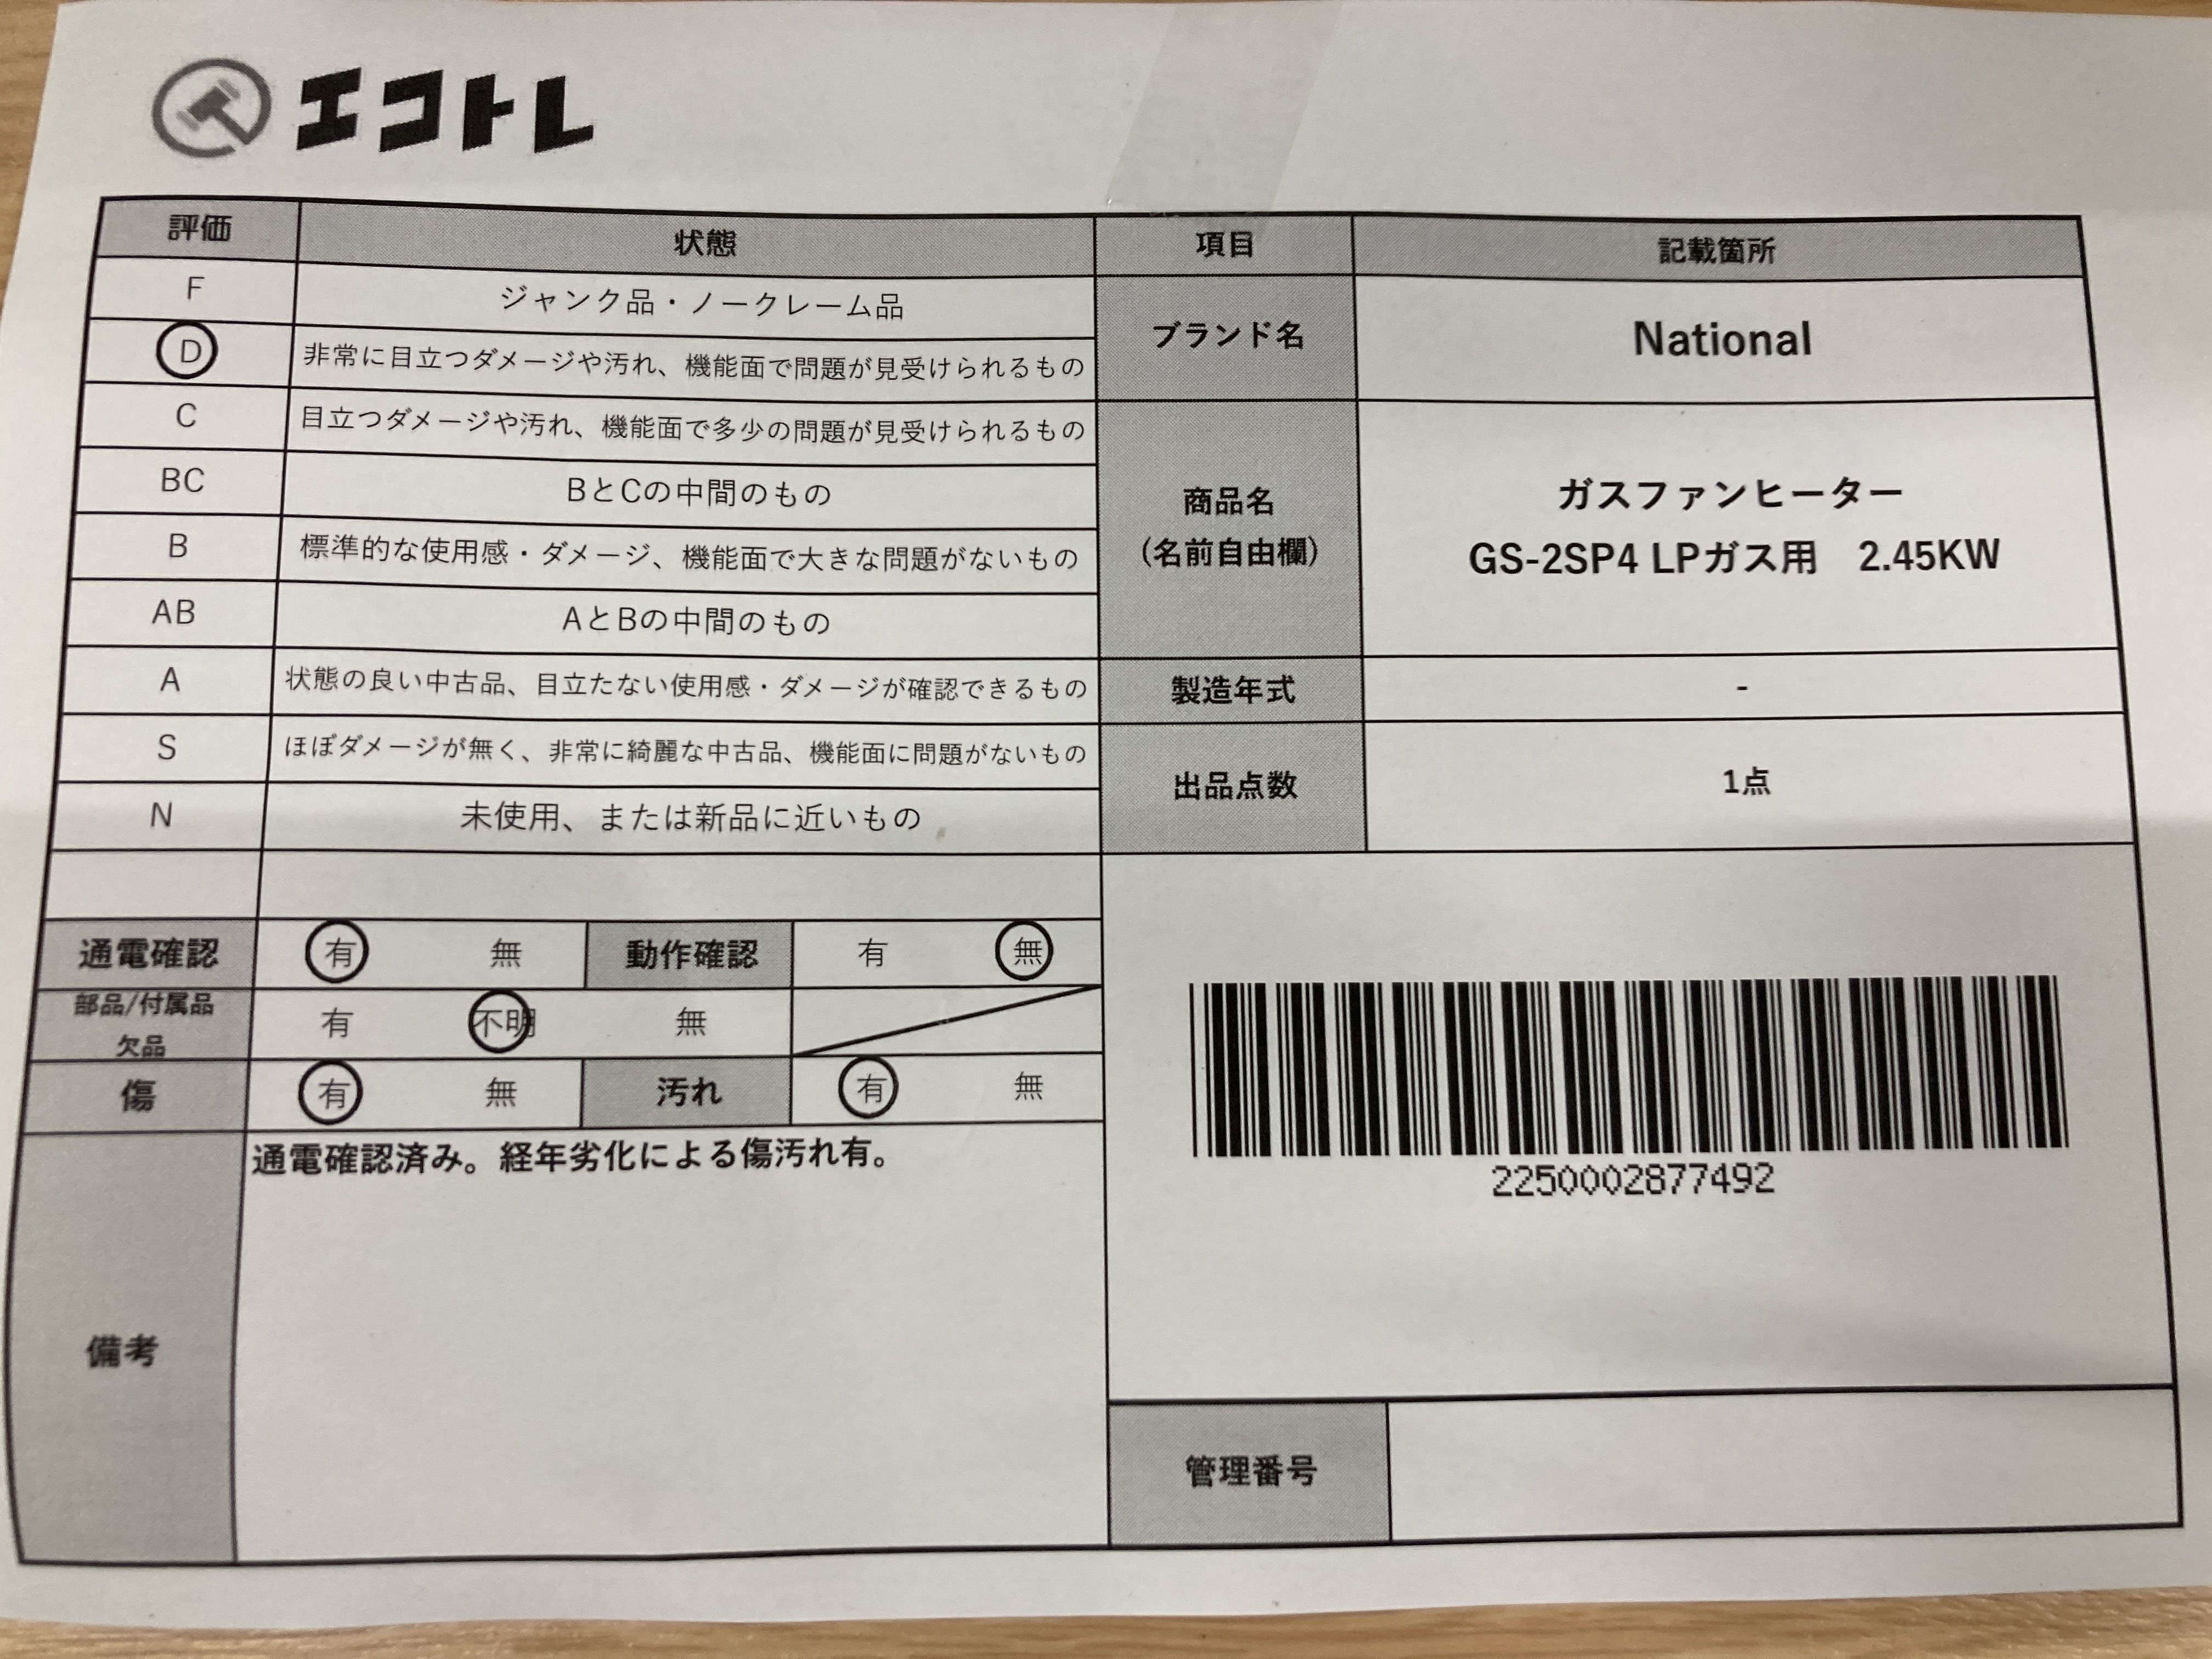 エコトレ
評価 状態
F ジャンク品・ノークレーム品
D 非常に目立つダメージや汚れ、機能面で問題が見受けられるもの
C 目立つダメージや汚れ、機能面で多少の問題が見受けられるもの
BC BとCの中間のもの
B 標準的な使用感・ダメージ、機能面で大きな問題がないもの
AB AとBの中間のもの
A 状態の良い中古品、目立たない使用感・ダメージが確認できるもの
S ほぼダメージが無く、非常に綺麗な中古品、機能面に問題がないもの
N 未使用、または新品に近いもの
通電確認 有 無 動作確認 有 無
部品/付属品
欠品 有 不明 無
傷 有 無 汚れ 有 無
備考 通電確認済み。経年劣化による傷汚れ有。
項目 記載箇所
ブランド名 National
商品名
(名前自由欄)
ガスファンヒーター
GS-2SP4 LPガス用 2.45KW
製造年式 -
出品点数 1点
2250002877492
管理番号